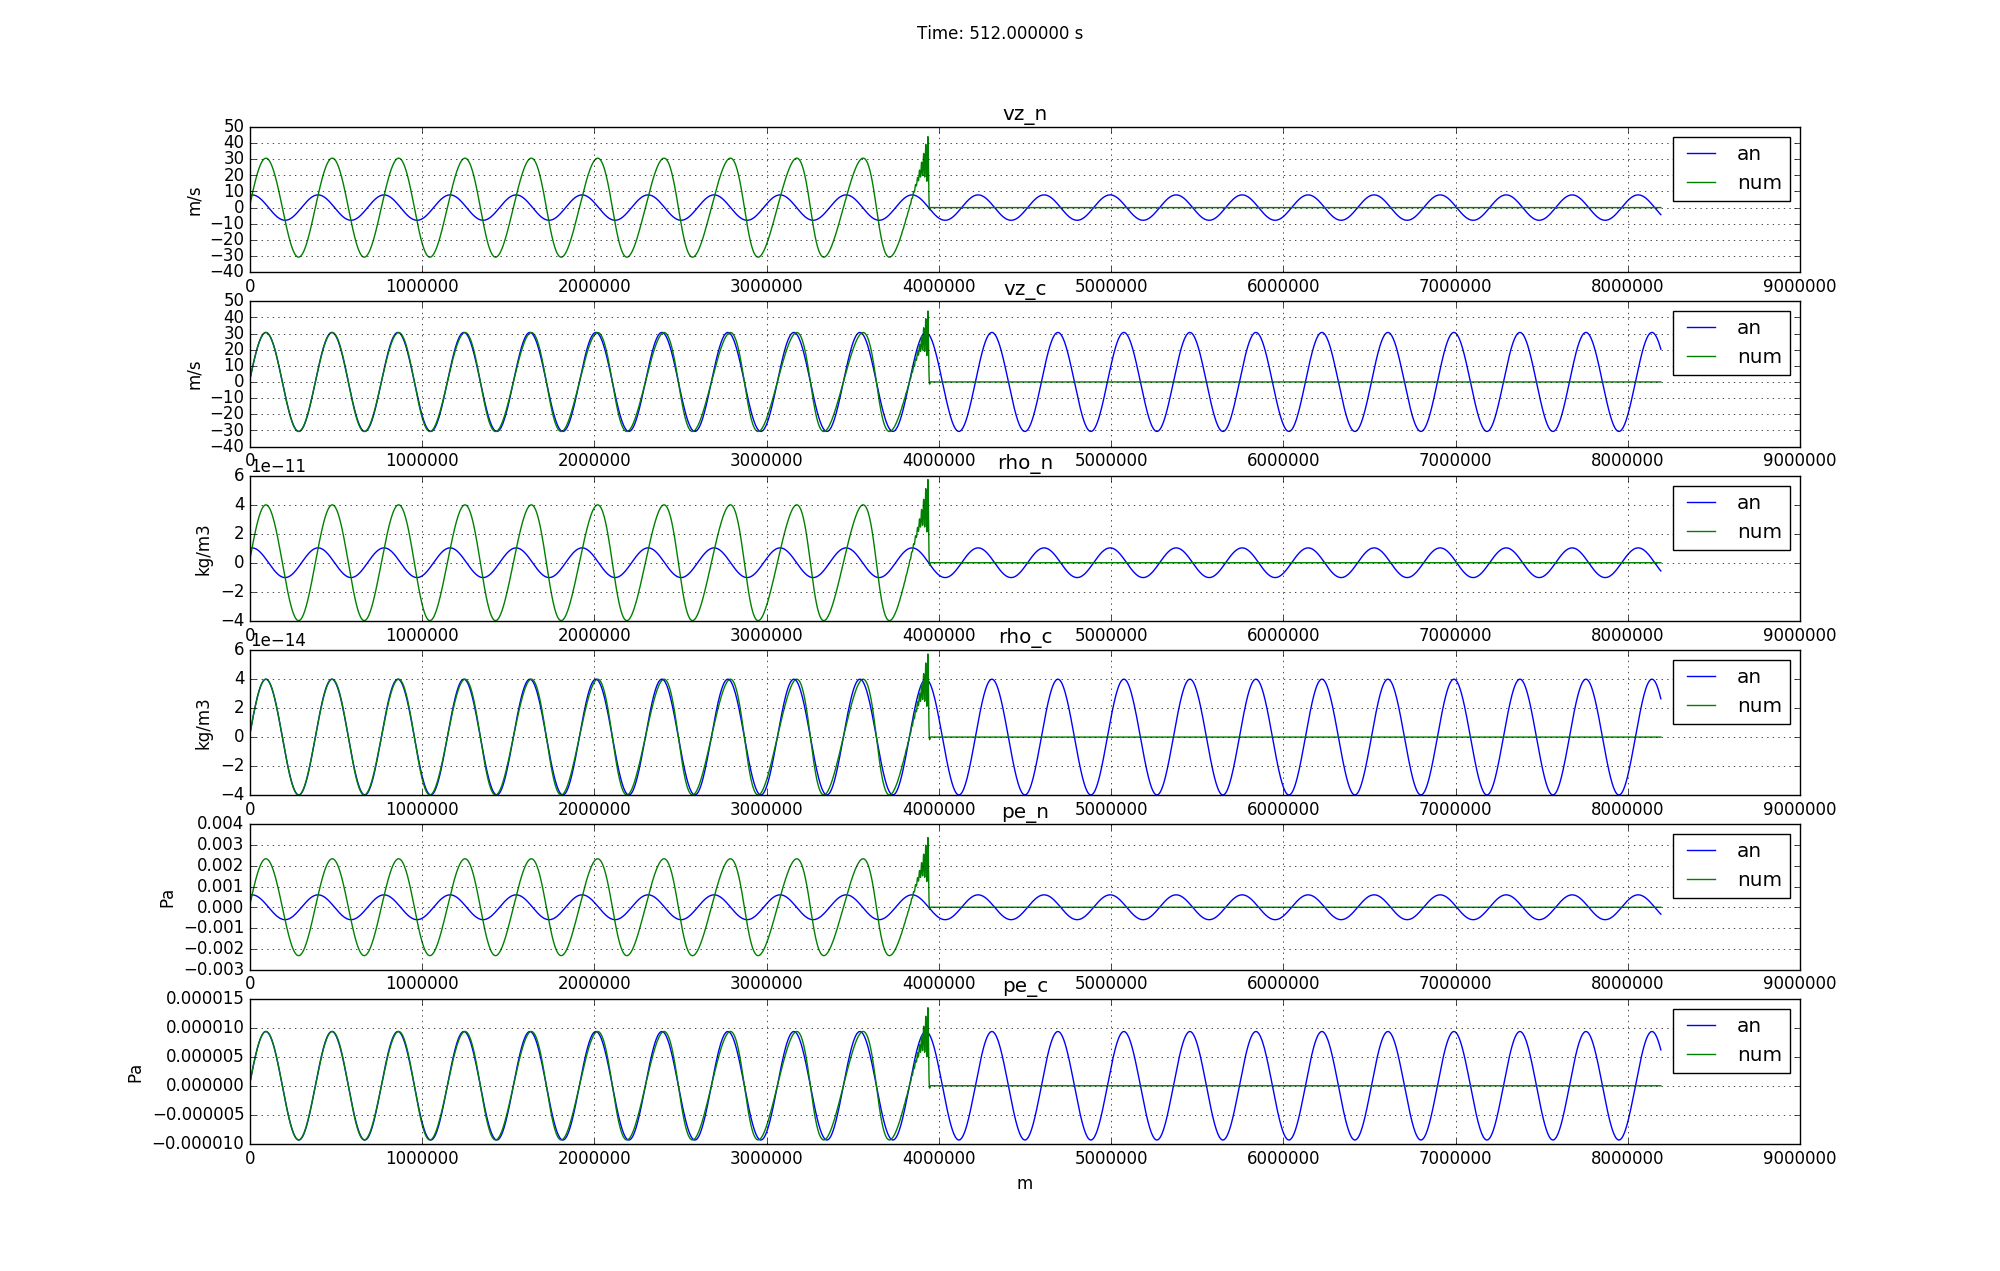 Time: 512.000000 s
vz_n
50
40
30
20
10
0
−10
−20
−30
−40
m/s
an
num
0 1000000 2000000 3000000 4000000 5000000 6000000 7000000 8000000 9000000
vz_c
50
40
30
20
10
0
−10
−20
−30
−40
m/s
an
num
0 1000000 2000000 3000000 4000000 5000000 6000000 7000000 8000000 9000000
1e−11
rho_n
6
4
2
0
−2
−4
kg/m3
an
num
0 1000000 2000000 3000000 4000000 5000000 6000000 7000000 8000000 9000000
1e−14
rho_c
6
4
2
0
−2
−4
kg/m3
an
num
0 1000000 2000000 3000000 4000000 5000000 6000000 7000000 8000000 9000000
pe_n
0.004
0.003
0.002
0.001
0.000
−0.001
−0.002
−0.003
Pa
an
num
0 1000000 2000000 3000000 4000000 5000000 6000000 7000000 8000000 9000000
pe_c
0.000015
0.000010
0.000005
0.000000
−0.000005
−0.000010
Pa
an
num
0 1000000 2000000 3000000 4000000 5000000 6000000 7000000 8000000 9000000
m